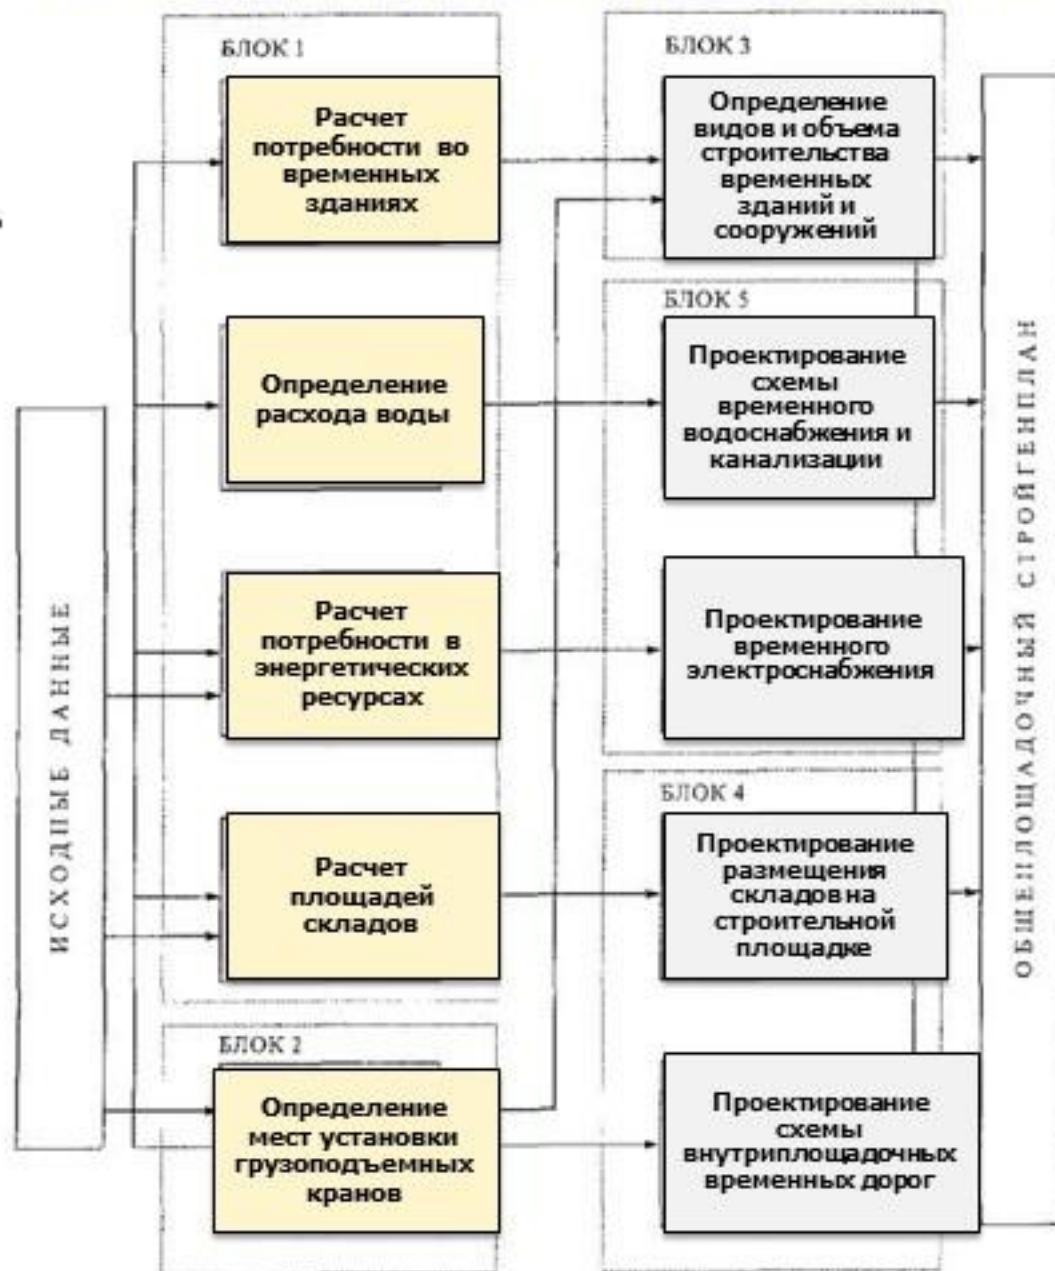 БЛОК 1
Расчет
потребности во
временных
зданиях
Определение
расхода воды
Расчет
потребности в
энергетических
ресурсах
Расчет
площадей
складов
БЛОК 2
Определение
мест установки
грузоподъемных
кранов
ИСХОДНЫЕ ДАННЫЕ
БЛОК 3
Определение
видов и объема
строительства
временных
зданий и
сооружений
БЛОК 5
Проектирование
схемы
временного
водоснабжения и
канализации
Проектирование
временного
электроснабжения
БЛОК 4
Проектирование
размещения
складов на
строительной
площадке
Проектирование
схемы
внутриплощадочных
временных дорог
ОБЩЕПЛОЩАДОЧНЫЙ СТРОЙГЕНПЛАН